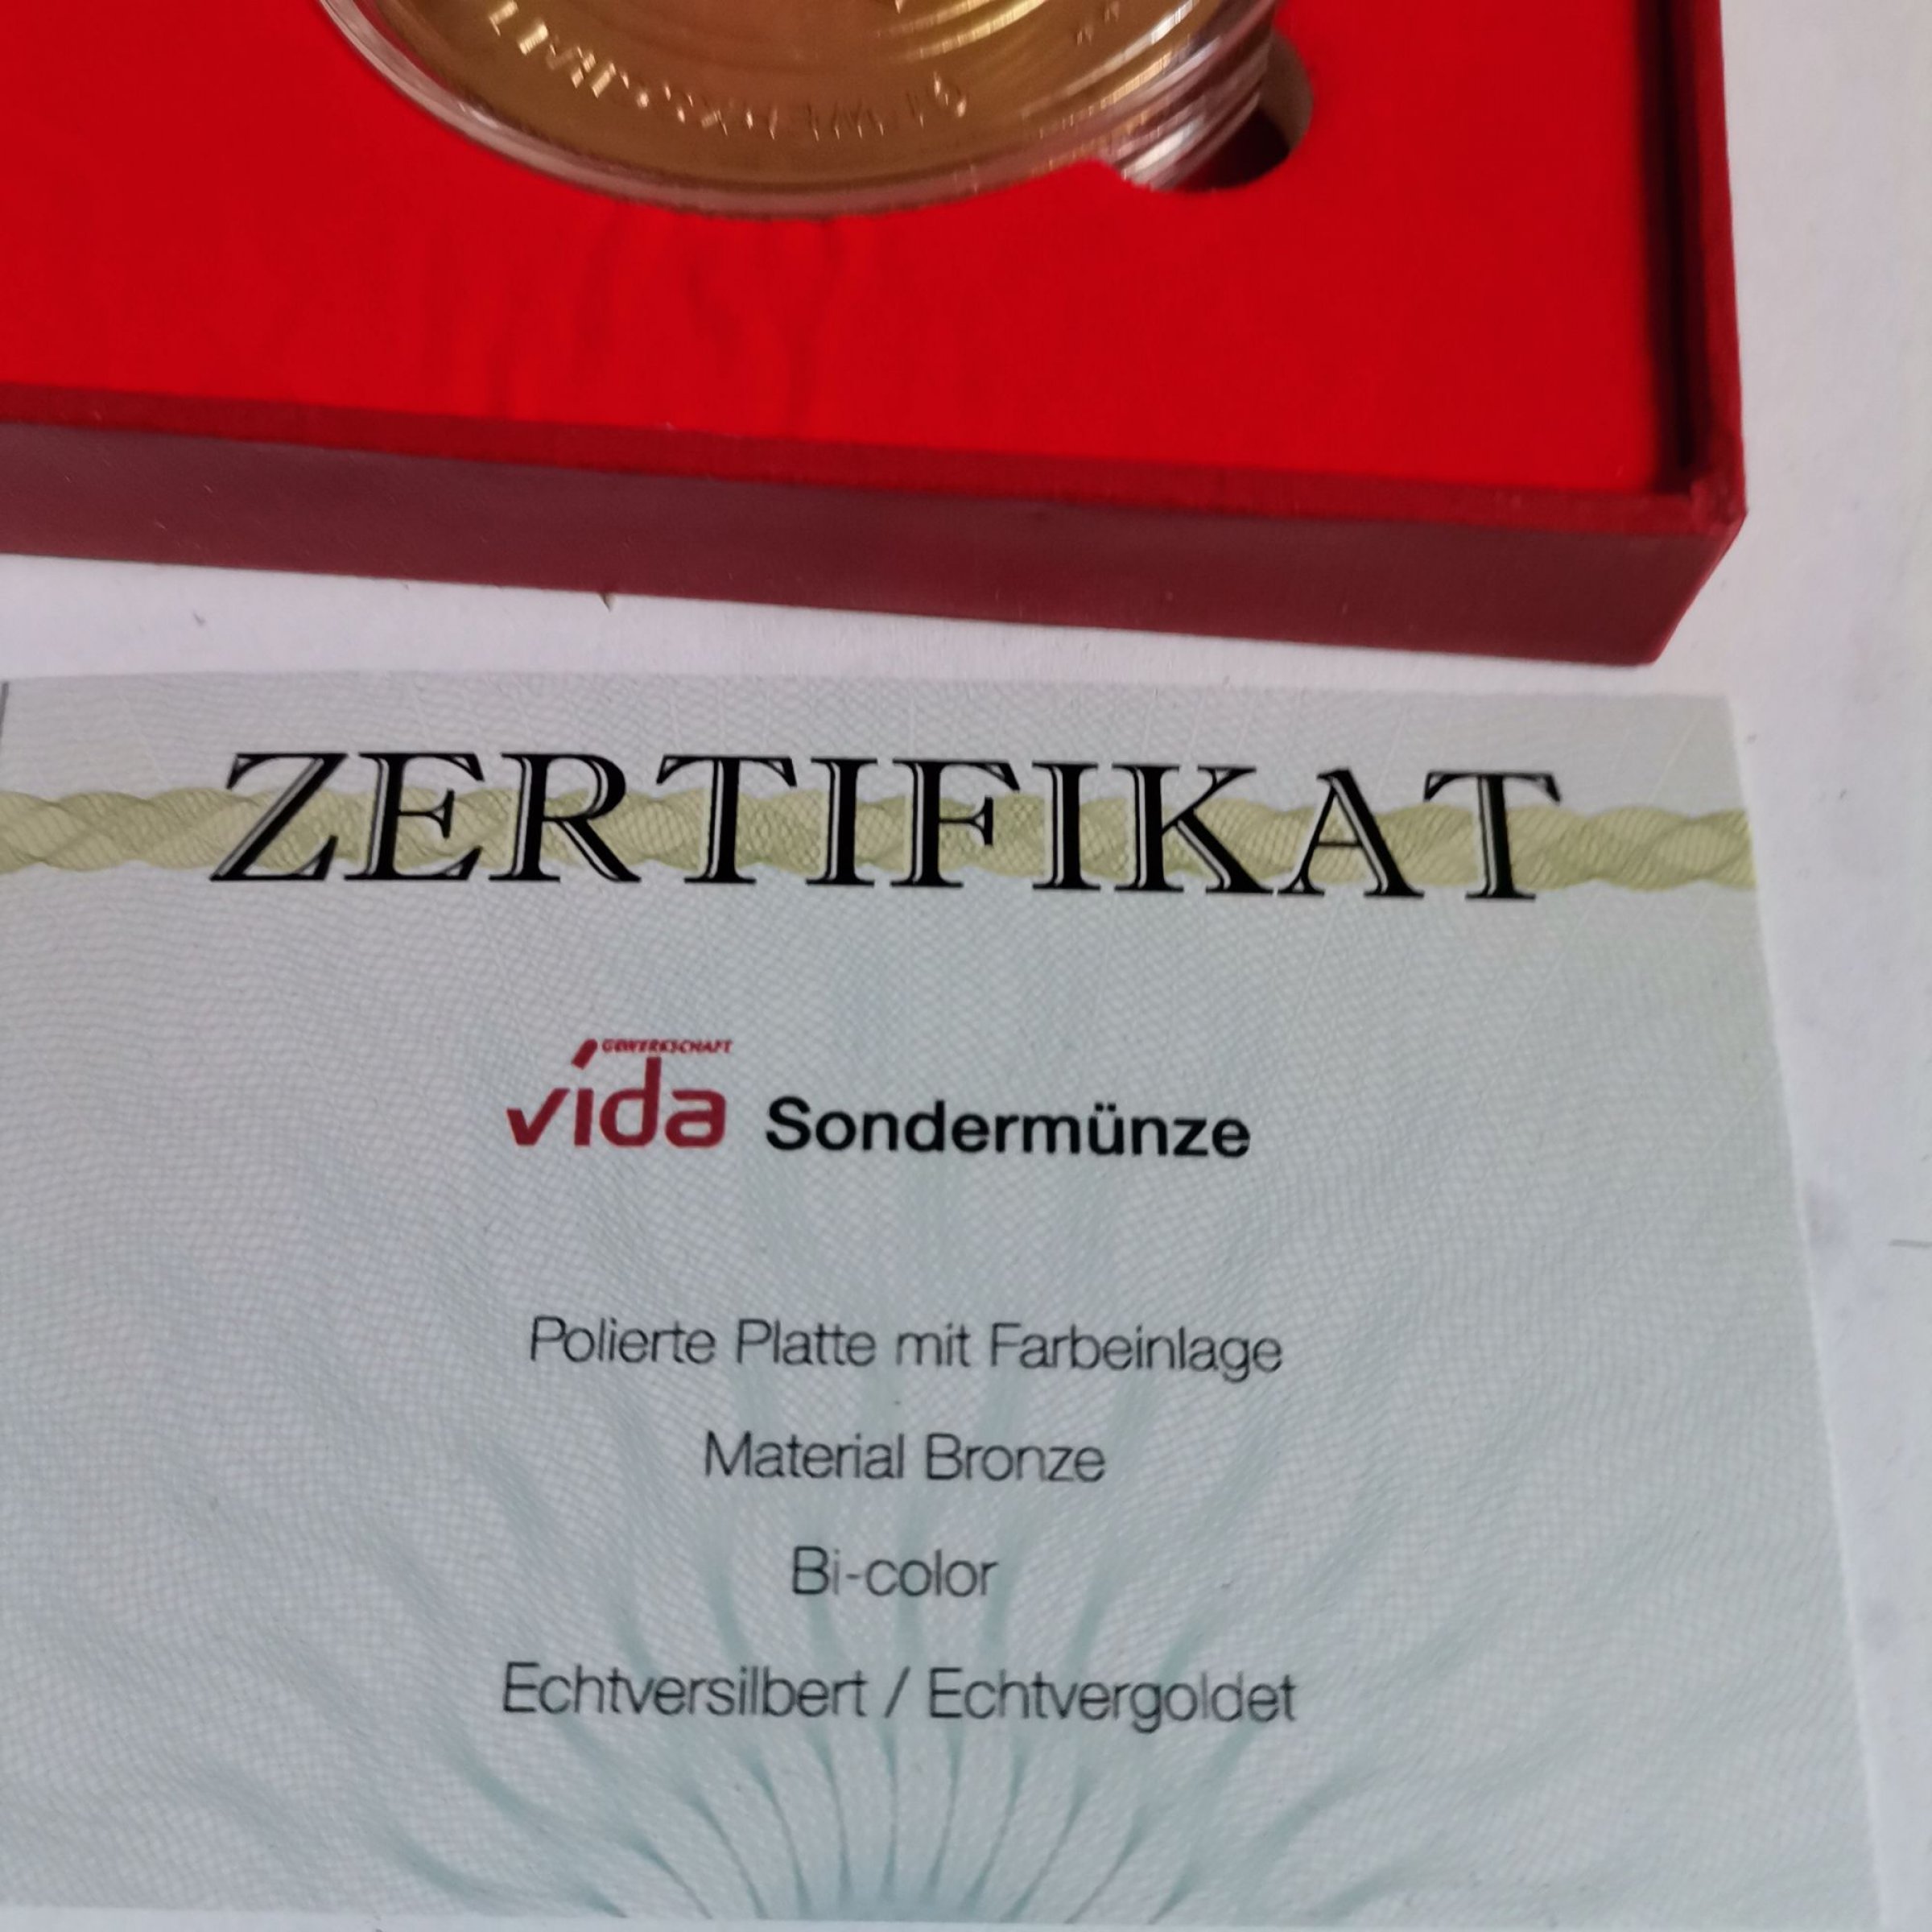 ZERTIFIKAT
GEWERKSCHAFT
vida Sondermünze
Polierte Platte mit Farbeinlage
Material Bronze
Bi-color
Echtversilbert / Echtvergoldet